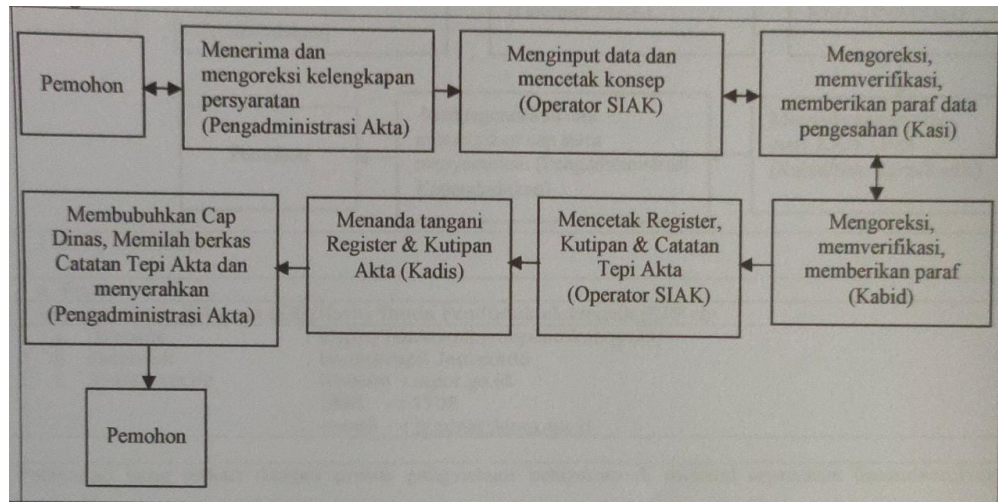 Pemohon
Menerima dan
mengoreksi kelengkapan
persyaratan
(Pengadministrasi Akta)
Menginput data dan
mencetak konsep
(Operator SIAK)
Mengoreksi,
memverifikasi,
memberikan paraf data
pengesahan (Kasi)
Mengoreksi,
memverifikasi,
memberikan paraf
(Kabid)
Mencetak Register,
Kutipan & Catatan
Tepi Akta
(Operator SIAK)
Menanda tangani
Register & Kutipan
Akta (Kadis)
Membubuhkan Cap
Dinas, Memilah berkas
Catatan Tepi Akta dan
menyerahkan
(Pengadministrasi Akta)
Pemohon